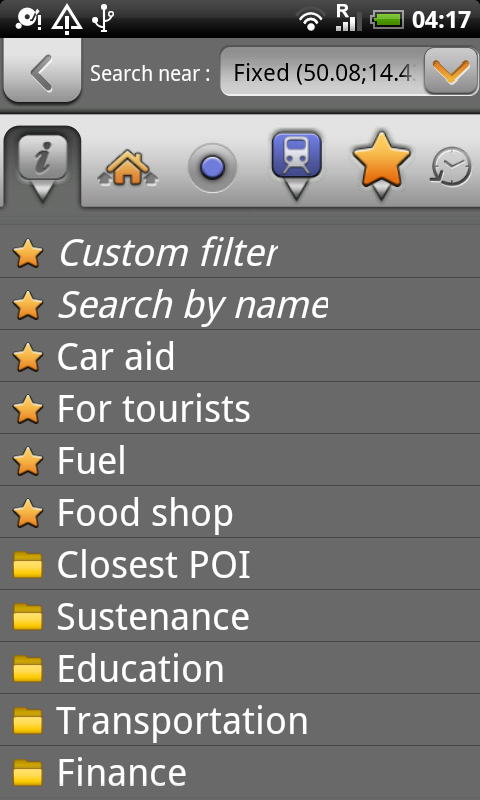 R
04:17
Search near :
Fixed (50.08;14.4
Custom filter
Search by name
Car aid
For tourists
Fuel
Food shop
Closest POI
Sustenance
Education
Transportation
Finance